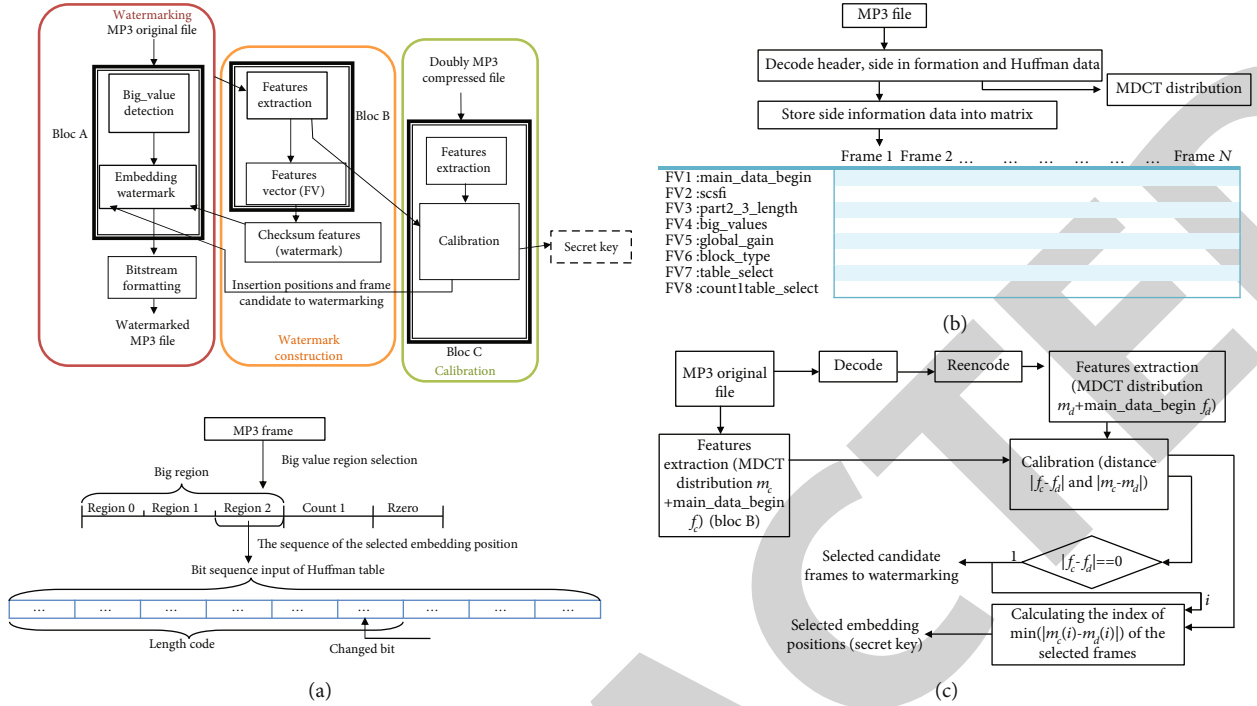 Watermarking
MP3 original file
Big_value
detection
Bloc A
Embedding
watermark
Bitstream
formatting
Watermarked
MP3 file
Features
extraction
Bloc B
Features
vector (FV)
Checksum features
(watermark)
Insertion positions and frame
candidate to watermarking
Watermark
construction
Doubly MP3
compressed file
Features
extraction
Calibration
Secret key
Bloc C
Calibration
MP3 frame
Big value region selection
Big region
Region 0 Region 1 Region 2 Count 1 Rzero
The sequence of the selected embedding position
Bit sequence input of Huffman table
... ... ... ... ... ... ... ... ...
Length code
Changed bit
(a)
MP3 file
Decode header, side in formation and Huffman data
MDCT distribution
Store side information data into matrix
Frame 1 Frame 2 ... ... ... ... ... Frame N
FV1 :main_data_begin
FV2 :scsfi
FV3 :part2_3_length
FV4 :big_values
FV5 :global_gain
FV6 :block_type
FV7 :table_select
FV8 :count1table_select
(b)
MP3 original
file
Decode
Reencode
Features extraction
(MDCT distribution
m_d+main_data_begin f_d)
Features
extraction (MDCT
distribution m_c
+main_data_begin
f_c) (bloc B)
Calibration (distance
|f_c-f_d| and |m_c-m_d|)
Selected candidate
frames to watermarking
1
|f_c-f_d|==0
i
Selected embedding
positions (secret key)
Calculating the index of
min(|m_c(i)-m_d(i)|) of the
selected frames
(c)